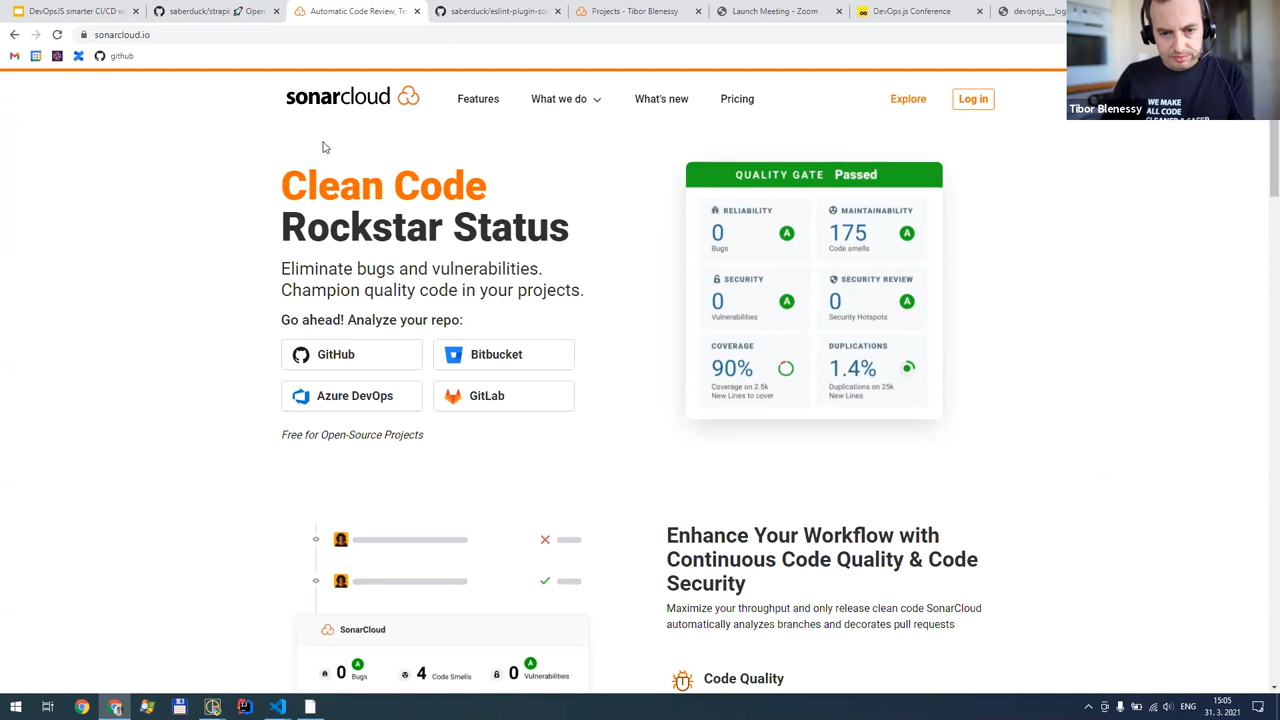 DevOpsJS smarter CI/CD w
saberduck/strapi
Open
Automatic Code Review, Te
saberduck/eslint-plugin-so
Projects - Tibor Blenessy
Launch Meeting - Zoom
DevOps.js Conference
devopsjs__log
sonarcloud.io
github
Tibor Blenessy
WE MAKE
ALL CODE
CLEANER & SAFER
sonarcloud
Features
What we do
What's new
Pricing
Explore
Log in
Clean Code
Rockstar Status
Eliminate bugs and vulnerabilities.
Champion quality code in your projects.
Go ahead! Analyze your repo:
GitHub
Bitbucket
Azure DevOps
GitLab
Free for Open-Source Projects
QUALITY GATE Passed
RELIABILITY
0 A
Bugs
MAINTAINABILITY
175 A
Code smells
SECURITY
0 A
Vulnerabilities
SECURITY REVIEW
0 A
Security Hotspots
COVERAGE
90%
Coverage on 2.5k
New Lines to cover
DUPLICATIONS
1.4%
Duplications on 25k
New Lines
SonarCloud
0 A Bugs
4 Code Smells
0 A Vulnerabilities
Enhance Your Workflow with
Continuous Code Quality & Code
Security
Maximize your throughput and only release clean code SonarCloud
automatically analyzes branches and decorates pull requests
Code Quality
ENG
15:05
31. 3. 2021